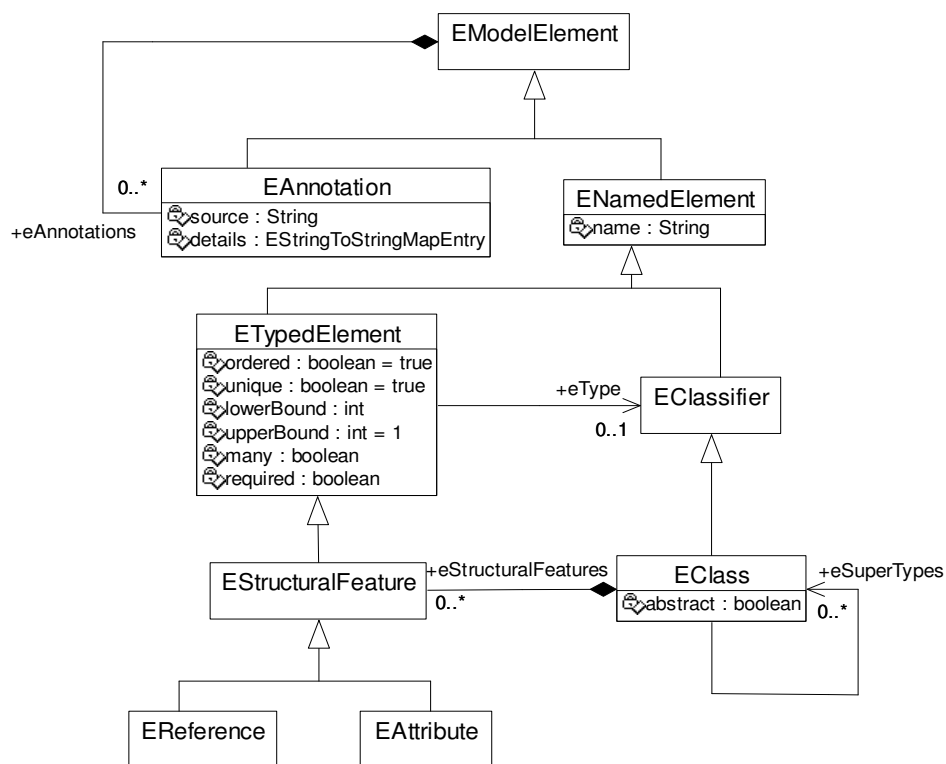 EModelElement
0..*
+eAnnotations
EAnnotation
source : String
details : EStringToStringMapEntry
ENamedElement
name : String
ETypedElement
ordered : boolean = true
unique : boolean = true
lowerBound : int
upperBound : int = 1
many : boolean
required : boolean
+eType
0..1
EClassifier
EStructuralFeature
+eStructuralFeatures
0..*
EClass
abstract : boolean
+eSuperTypes
0..*
EReference
EAttribute